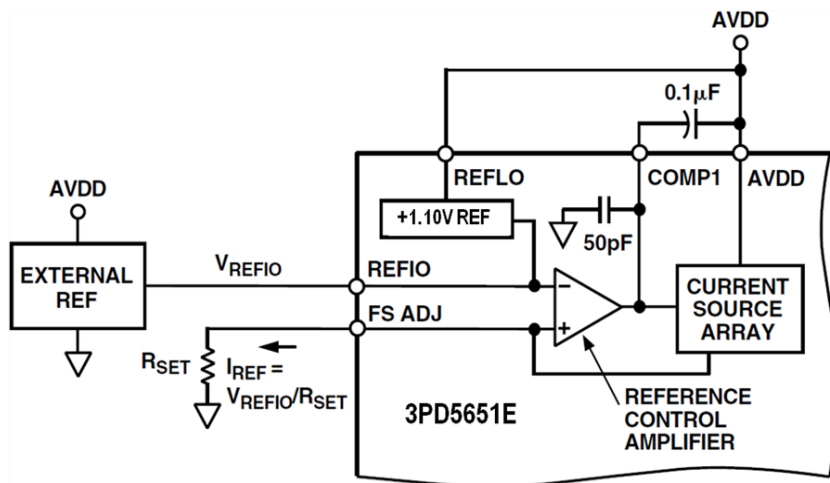 AVDD
0.1μF
REFLO
COMP1
AVDD
+1.10V REF
50pF
AVDD
EXTERNAL
REF
VREFIO
REFIO
FS ADJ
CURRENT
SOURCE
ARRAY
RSET
IREF =
VREFIO/RSET
3PD5651E
REFERENCE
CONTROL
AMPLIFIER
−
+